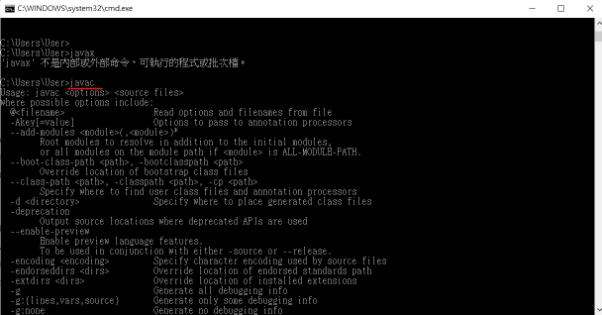 C:\WINDOWS\system32\cmd.exe
C:\Users\User>
C:\Users\User>javax
'javax' 不是內部或外部命令、可執行的程式或批次檔。
C:\Users\User>javac
Usage: javac <options> <source files>
where possible options include:
  @<filename>                  Read options and filenames from file
  -Akey[=value]                Options to pass to annotation processors
  --add-modules <module>(,<module>)*
        Root modules to resolve in addition to the initial modules,
        or all modules on the module path if <module> is ALL-MODULE-PATH.
  --boot-class-path <path>, -bootclasspath <path>
        Override location of bootstrap class files
  --class-path <path>, -classpath <path>, -cp <path>
        Specify where to find user class files and annotation processors
  -d <directory>               Specify where to place generated class files
  -deprecation
        Output source locations where deprecated APIs are used
  --enable-preview
        Enable preview language features.
        To be used in conjunction with either -source or --release.
  -encoding <encoding>         Specify character encoding used by source files
  -endorseddirs <dirs>         Override location of endorsed standards path
  -extdirs <dirs>              Override location of installed extensions
  -g                           Generate all debugging info
  -g:{lines,vars,source}       Generate only some debugging info
  -g:none                      Generate no debugging info